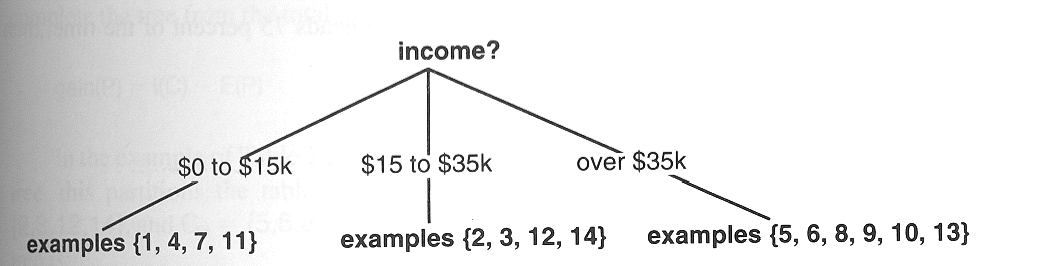 income?
$0 to $15k $15 to $35k over $35k
examples {1, 4, 7, 11} examples {2, 3, 12, 14} examples {5, 6, 8, 9, 10, 13}